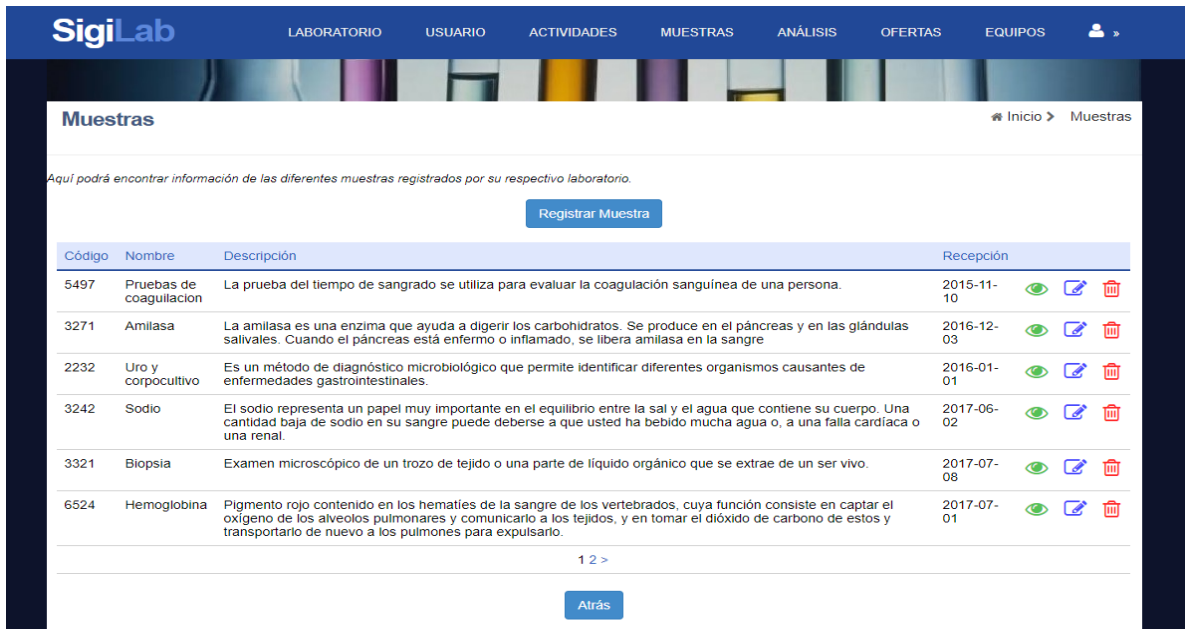 SigiLab
LABORATORIO USUARIO ACTIVIDADES MUESTRAS ANÁLISIS OFERTAS EQUIPOS »
Muestras
Inicio > Muestras
Aquí podrá encontrar información de las diferentes muestras registrados por su respectivo laboratorio.
Registrar Muestra
Código Nombre Descripción Recepción
5497 Pruebas de La prueba del tiempo de sangrado se utiliza para evaluar la coagulación sanguínea de una persona. 2015-11-
coaguilacion 10
3271 Amilasa La amilasa es una enzima que ayuda a digerir los carbohidratos. Se produce en el páncreas y en las glándulas 2016-12-
salivales. Cuando el páncreas está enfermo o inflamado, se libera amilasa en la sangre 03
2232 Uro y Es un método de diagnóstico microbiológico que permite identificar diferentes organismos causantes de 2016-01-
corpocultivo enfermedades gastrointestinales. 01
3242 Sodio El sodio representa un papel muy importante en el equilibrio entre la sal y el agua que contiene su cuerpo. Una 2017-06-
cantidad baja de sodio en su sangre puede deberse a que usted ha bebido mucha agua o, a una falla cardíaca o 02
una renal.
3321 Biopsia Examen microscópico de un trozo de tejido o una parte de líquido orgánico que se extrae de un ser vivo. 2017-07-
08
6524 Hemoglobina Pigmento rojo contenido en los hematíes de la sangre de los vertebrados, cuya función consiste en captar el 2017-07-
oxígeno de los alveolos pulmonares y comunicarlo a los tejidos, y en tomar el dióxido de carbono de estos y 01
transportarlo de nuevo a los pulmones para expulsarlo.
1 2 >
Atrás